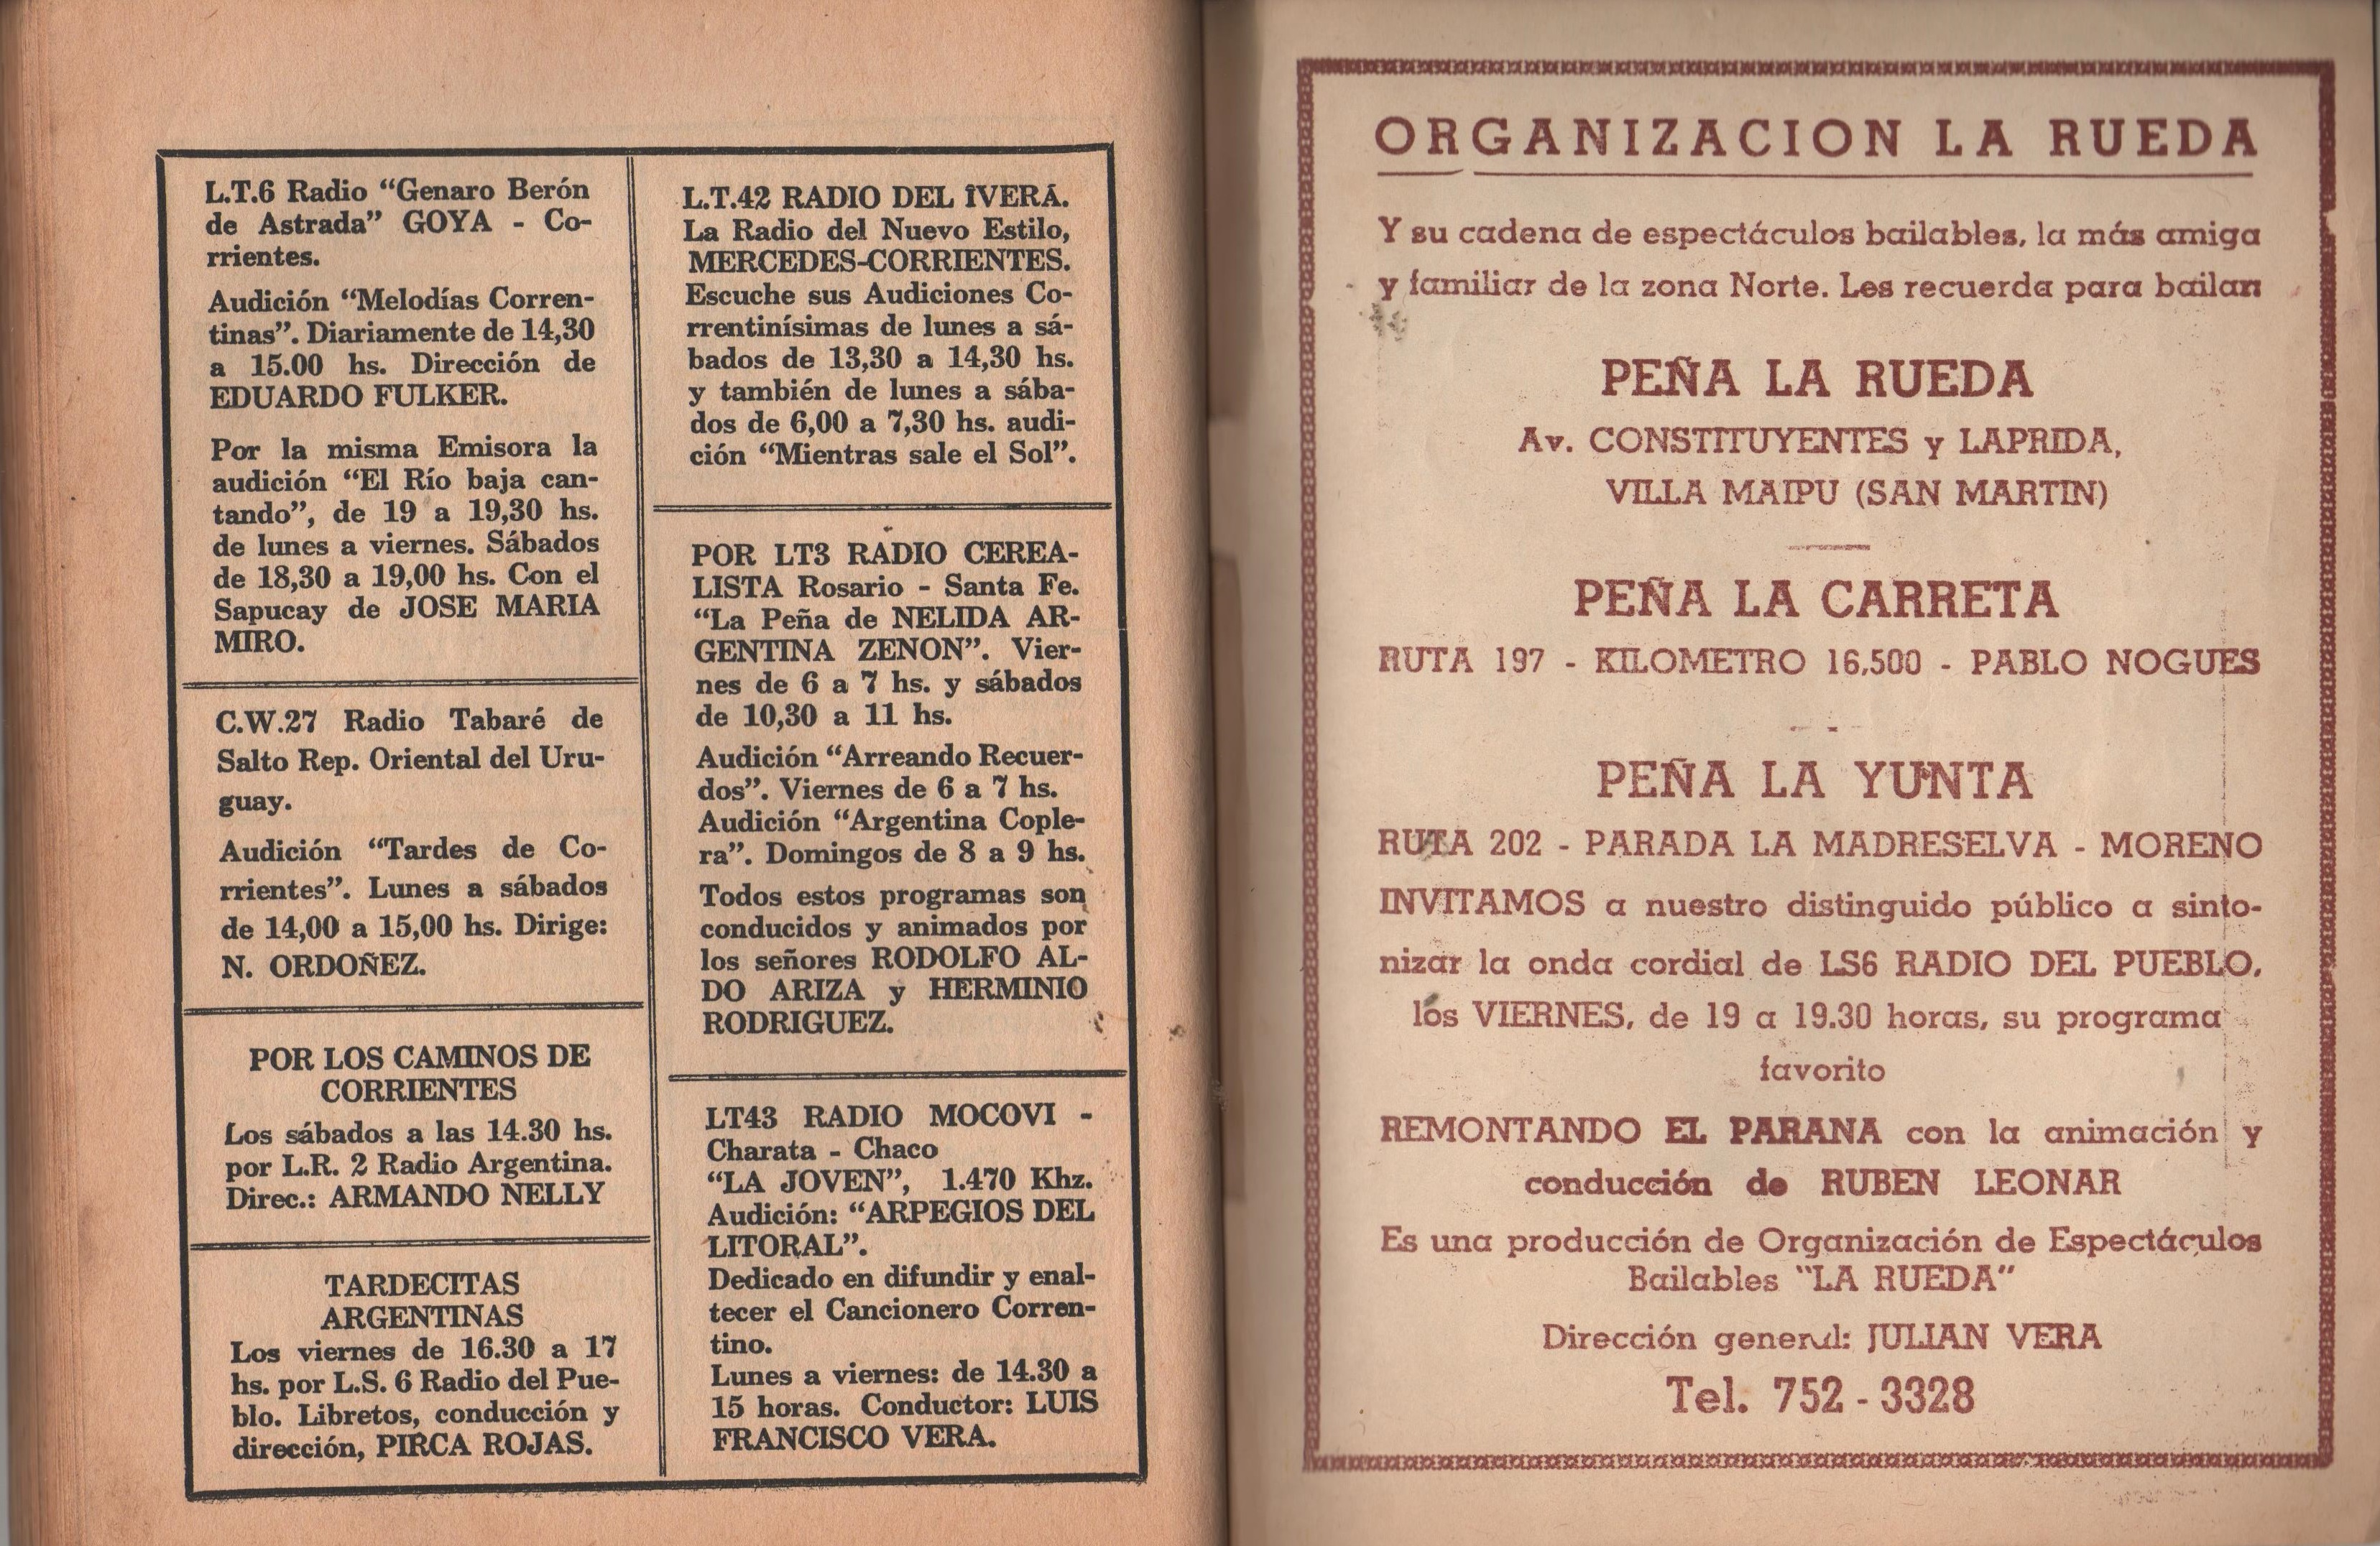 L.T.6 Radio “Genaro Berón
de Astrada” GOYA - Co-
rrientes.
Audición “Melodías Corren-
tinas”. Diariamente de 14,30
a 15.00 hs. Dirección de
EDUARDO FULKER.
Por la misma Emisora la
audición “El Río baja can-
tando”, de 19 a 19,30 hs.
de lunes a viernes. Sábados
de 18,30 a 19,00 hs. Con el
Sapucay de JOSE MARIA
MIRO.
C.W.27 Radio Tabaré de
Salto Rep. Oriental del Uru-
guay.
Audición “Tardes de Co-
rrientes”. Lunes a sábados
de 14,00 a 15,00 hs. Dirige:
N. ORDOÑEZ.
POR LOS CAMINOS DE
CORRIENTES
Los sábados a las 14.30 hs.
por L.R. 2 Radio Argentina.
Direc.: ARMANDO NELLY
TARDECITAS
ARGENTINAS
Los viernes de 16.30 a 17
hs. por L.S. 6 Radio del Pue-
blo. Libretos, conducción y
dirección, PIRCA ROJAS.
L.T.42 RADIO DEL ÎVERÁ.
La Radio del Nuevo Estilo,
MERCEDES-CORRIENTES.
Escuche sus Audiciones Co-
rrentinísimas de lunes a sá-
bados de 13,30 a 14,30 hs.
y también de lunes a sába-
dos de 6,00 a 7,30 hs. audi-
ción “Mientras sale el Sol”.
POR LT3 RADIO CEREA-
LISTA Rosario - Santa Fe.
“La Peña de NELIDA AR-
GENTINA ZENON”. Vier-
nes de 6 a 7 hs. y sábados
de 10,30 a 11 hs.
Audición “Arreando Recuer-
dos”. Viernes de 6 a 7 hs.
Audición “Argentina Cople-
ra”. Domingos de 8 a 9 hs.
Todos estos programas son
conducidos y animados por
los señores RODOLFO AL-
DO ARIZA y HERMINIO
RODRIGUEZ.
LT43 RADIO MOCOVI -
Charata - Chaco
“LA JOVEN”, 1.470 Khz.
Audición: “ARPEGIOS DEL
LITORAL”.
Dedicado en difundir y enal-
tecer el Cancionero Corren-
tino.
Lunes a viernes: de 14.30 a
15 horas. Conductor: LUIS
FRANCISCO VERA.
ORGANIZACION LA RUEDA
Y su cadena de espectáculos bailables, la más amiga
y familiar de la zona Norte. Les recuerda para bailan
PEÑA LA RUEDA
Av. CONSTITUYENTES y LAPRIDA,
VILLA MAIPU (SAN MARTIN)
PEÑA LA CARRETA
RUTA 197 - KILOMETRO 16,500 - PABLO NOGUES
PEÑA LA YUNTA
RUTA 202 - PARADA LA MADRESELVA - MORENO
INVITAMOS a nuestro distinguido público a sinto-
nizar la onda cordial de LS6 RADIO DEL PUEBLO,
los VIERNES, de 19 a 19.30 horas, su programa
favorito
REMONTANDO EL PARANA con la animación y
conducción de RUBEN LEONAR
Es una producción de Organización de Espectáculos
Bailables “LA RUEDA”
Dirección general: JULIAN VERA
Tel. 752 - 3328